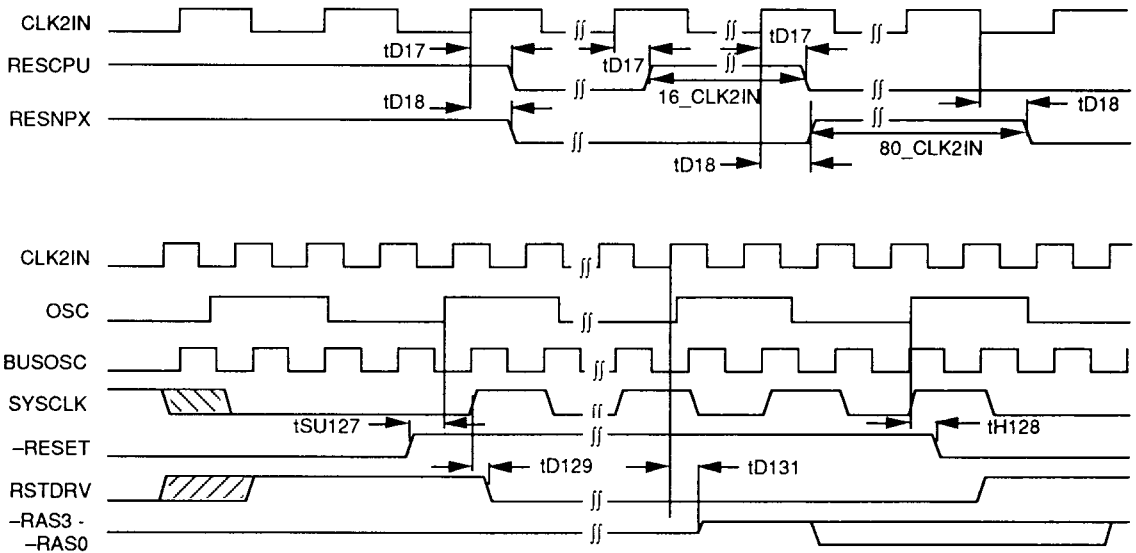 CLK2IN
tD17
tD17
tD17
RESCPU
16_CLK2IN
tD18
tD18
RESNPX
80_CLK2IN
tD18
CLK2IN
OSC
BUSOSC
SYSCLK
tSU127
tH128
–RESET
tD129
tD131
RSTDRV
–RAS3 -
–RAS0